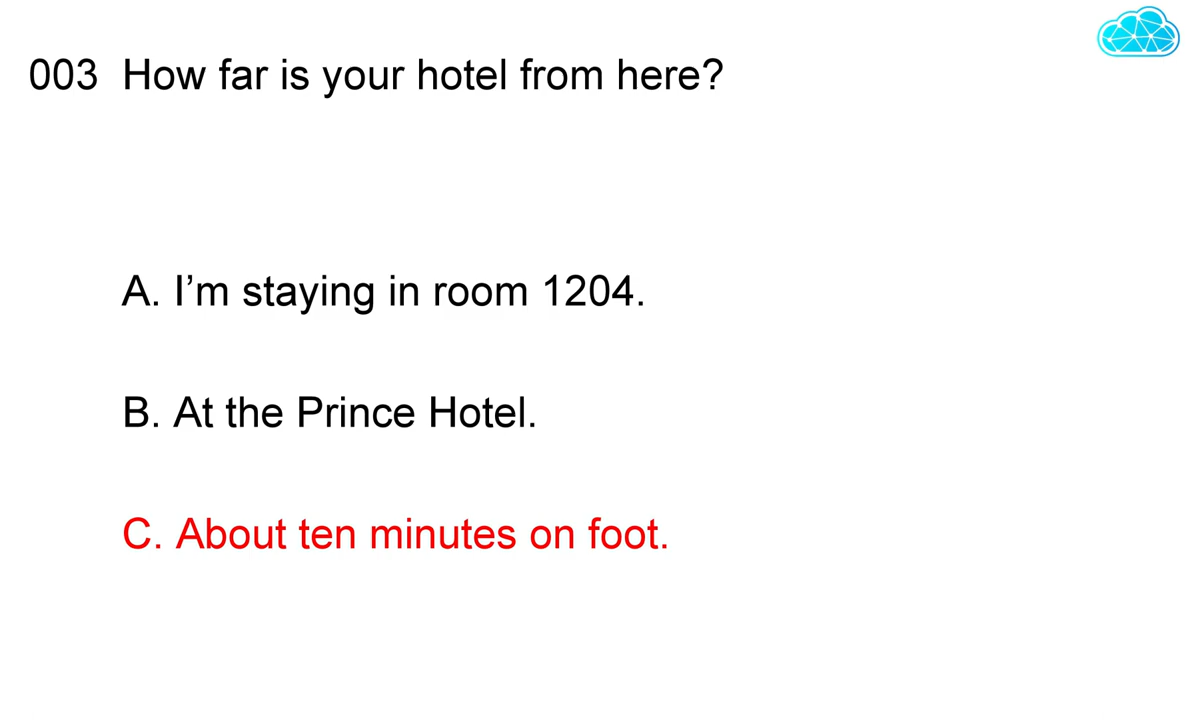 003 How far is your hotel from here?
A. I’m staying in room 1204.
B. At the Prince Hotel.
C. About ten minutes on foot.